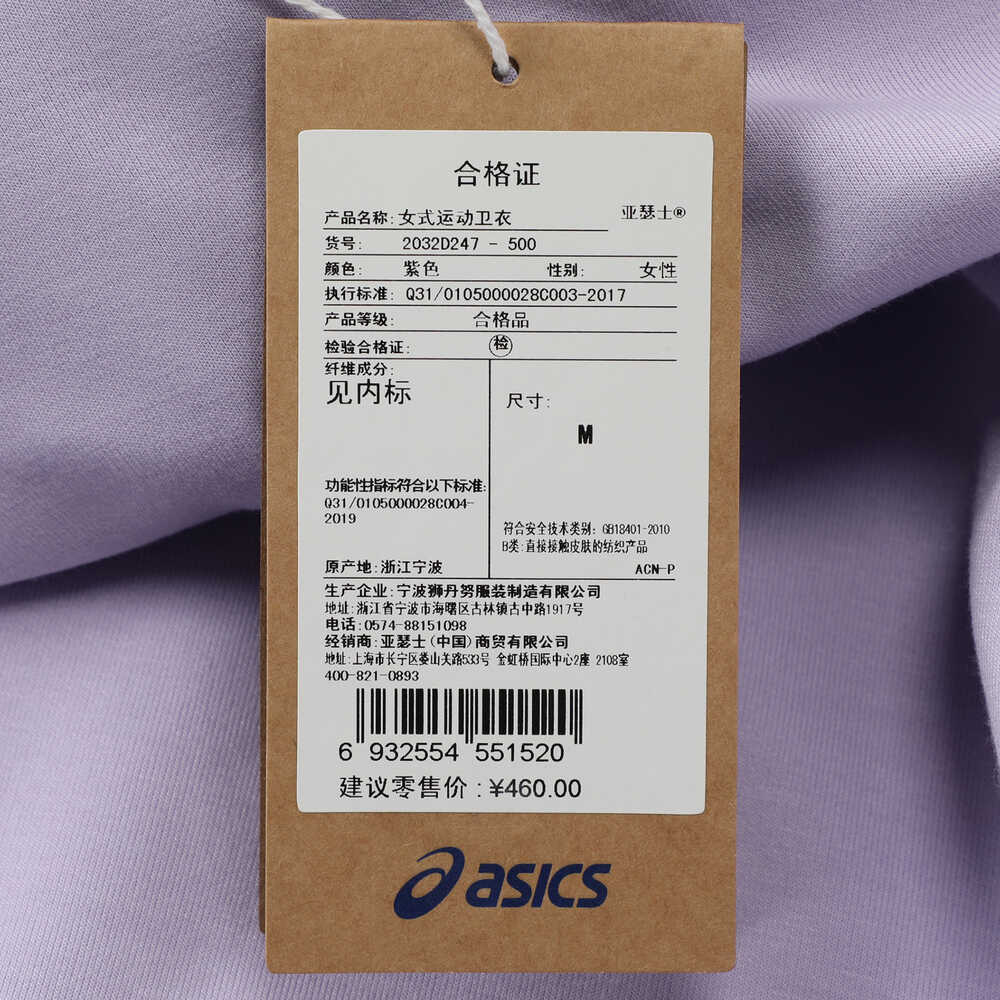 合格证
产品名称: 女式运动卫衣 亚瑟士®
货号: 2032D247 - 500
颜色: 紫色 性别: 女性
执行标准: Q31/0105000028C003-2017
产品等级: 合格品
检验合格证: 检
纤维成分:
见内标
尺寸:
M
功能性指标符合以下标准:
Q31/0105000028C004-
2019
符合安全技术类别: GB18401-2010
B类:直接接触皮肤的纺织产品
原产地:浙江宁波
ACN-P
生产企业:宁波狮丹努服装制造有限公司
地址:浙江省宁波市海曙区古林镇古中路1917号
电话:0574-88151098
经销商:亚瑟士(中国)商贸有限公司
地址:上海市长宁区娄山关路533号 金虹桥国际中心2座 2108室
400-821-0893
6 932554 551520
建议零售价:¥460.00
asics